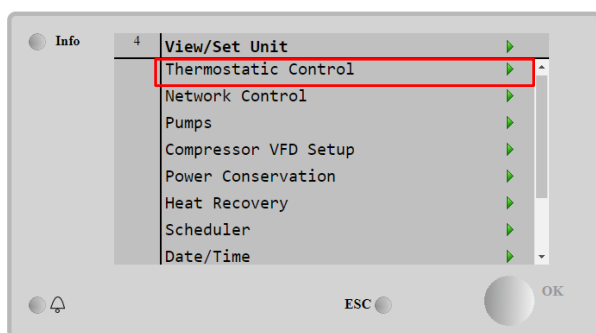 Info
4 View/Set Unit
Thermostatic Control
Network Control
Pumps
Compressor VFD Setup
Power Conservation
Heat Recovery
Scheduler
Date/Time
ESC
OK